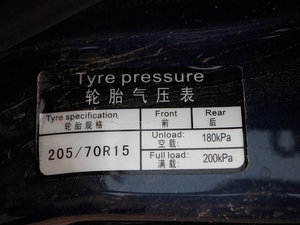 Tyre pressure
轮胎气压表
Tyre specification Front Rear
轮胎规格 前 后
205/70R15 Unload: 180kPa
空载:
Full load: 200kPa
满载: